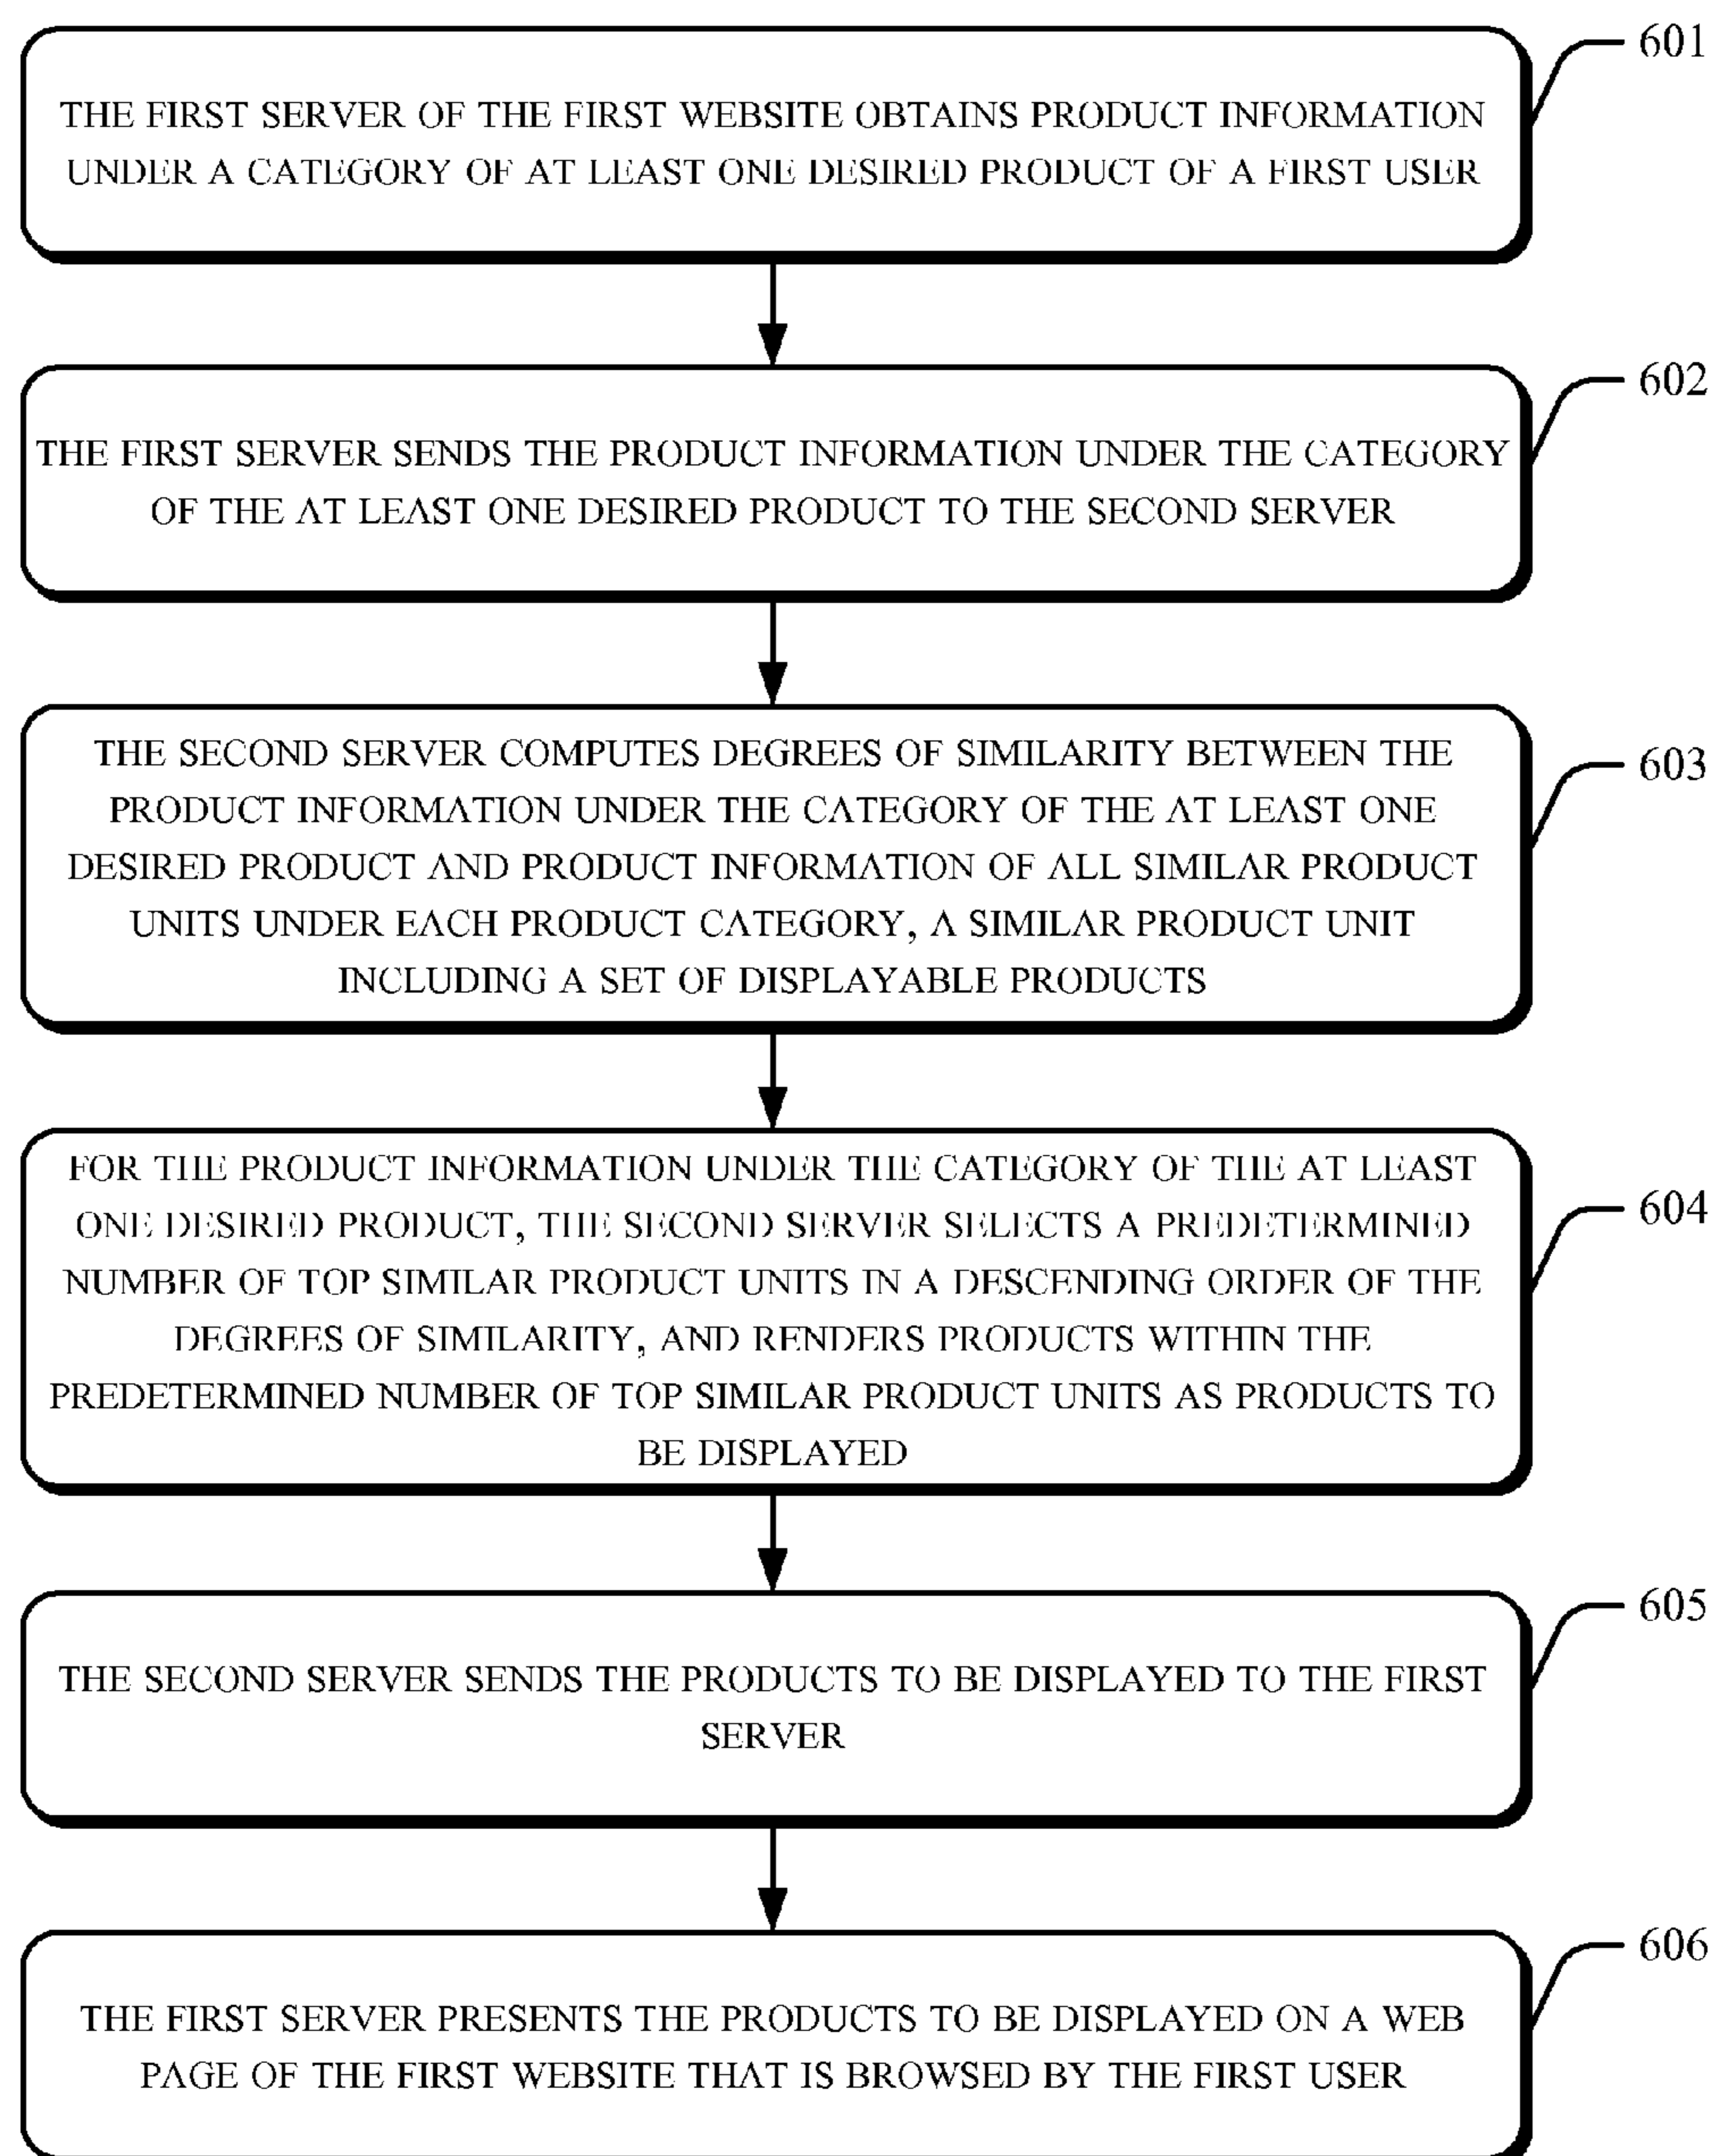 601
THE FIRST SERVER OF THE FIRST WEBSITE OBTAINS PRODUCT INFORMATION
UNDER A CATEGORY OF AT LEAST ONE DESIRED PRODUCT OF A FIRST USER
602
THE FIRST SERVER SENDS THE PRODUCT INFORMATION UNDER THE CATEGORY
OF THE AT LEAST ONE DESIRED PRODUCT TO THE SECOND SERVER
603
THE SECOND SERVER COMPUTES DEGREES OF SIMILARITY BETWEEN THE
PRODUCT INFORMATION UNDER THE CATEGORY OF THE AT LEAST ONE
DESIRED PRODUCT AND PRODUCT INFORMATION OF ALL SIMILAR PRODUCT
UNITS UNDER EACH PRODUCT CATEGORY, A SIMILAR PRODUCT UNIT
INCLUDING A SET OF DISPLAYABLE PRODUCTS
604
FOR THE PRODUCT INFORMATION UNDER THE CATEGORY OF THE AT LEAST
ONE DESIRED PRODUCT, THE SECOND SERVER SELECTS A PREDETERMINED
NUMBER OF TOP SIMILAR PRODUCT UNITS IN A DESCENDING ORDER OF THE
DEGREES OF SIMILARITY, AND RENDERS PRODUCTS WITHIN THE
PREDETERMINED NUMBER OF TOP SIMILAR PRODUCT UNITS AS PRODUCTS TO
BE DISPLAYED
605
THE SECOND SERVER SENDS THE PRODUCTS TO BE DISPLAYED TO THE FIRST
SERVER
606
THE FIRST SERVER PRESENTS THE PRODUCTS TO BE DISPLAYED ON A WEB
PAGE OF THE FIRST WEBSITE THAT IS BROWSED BY THE FIRST USER